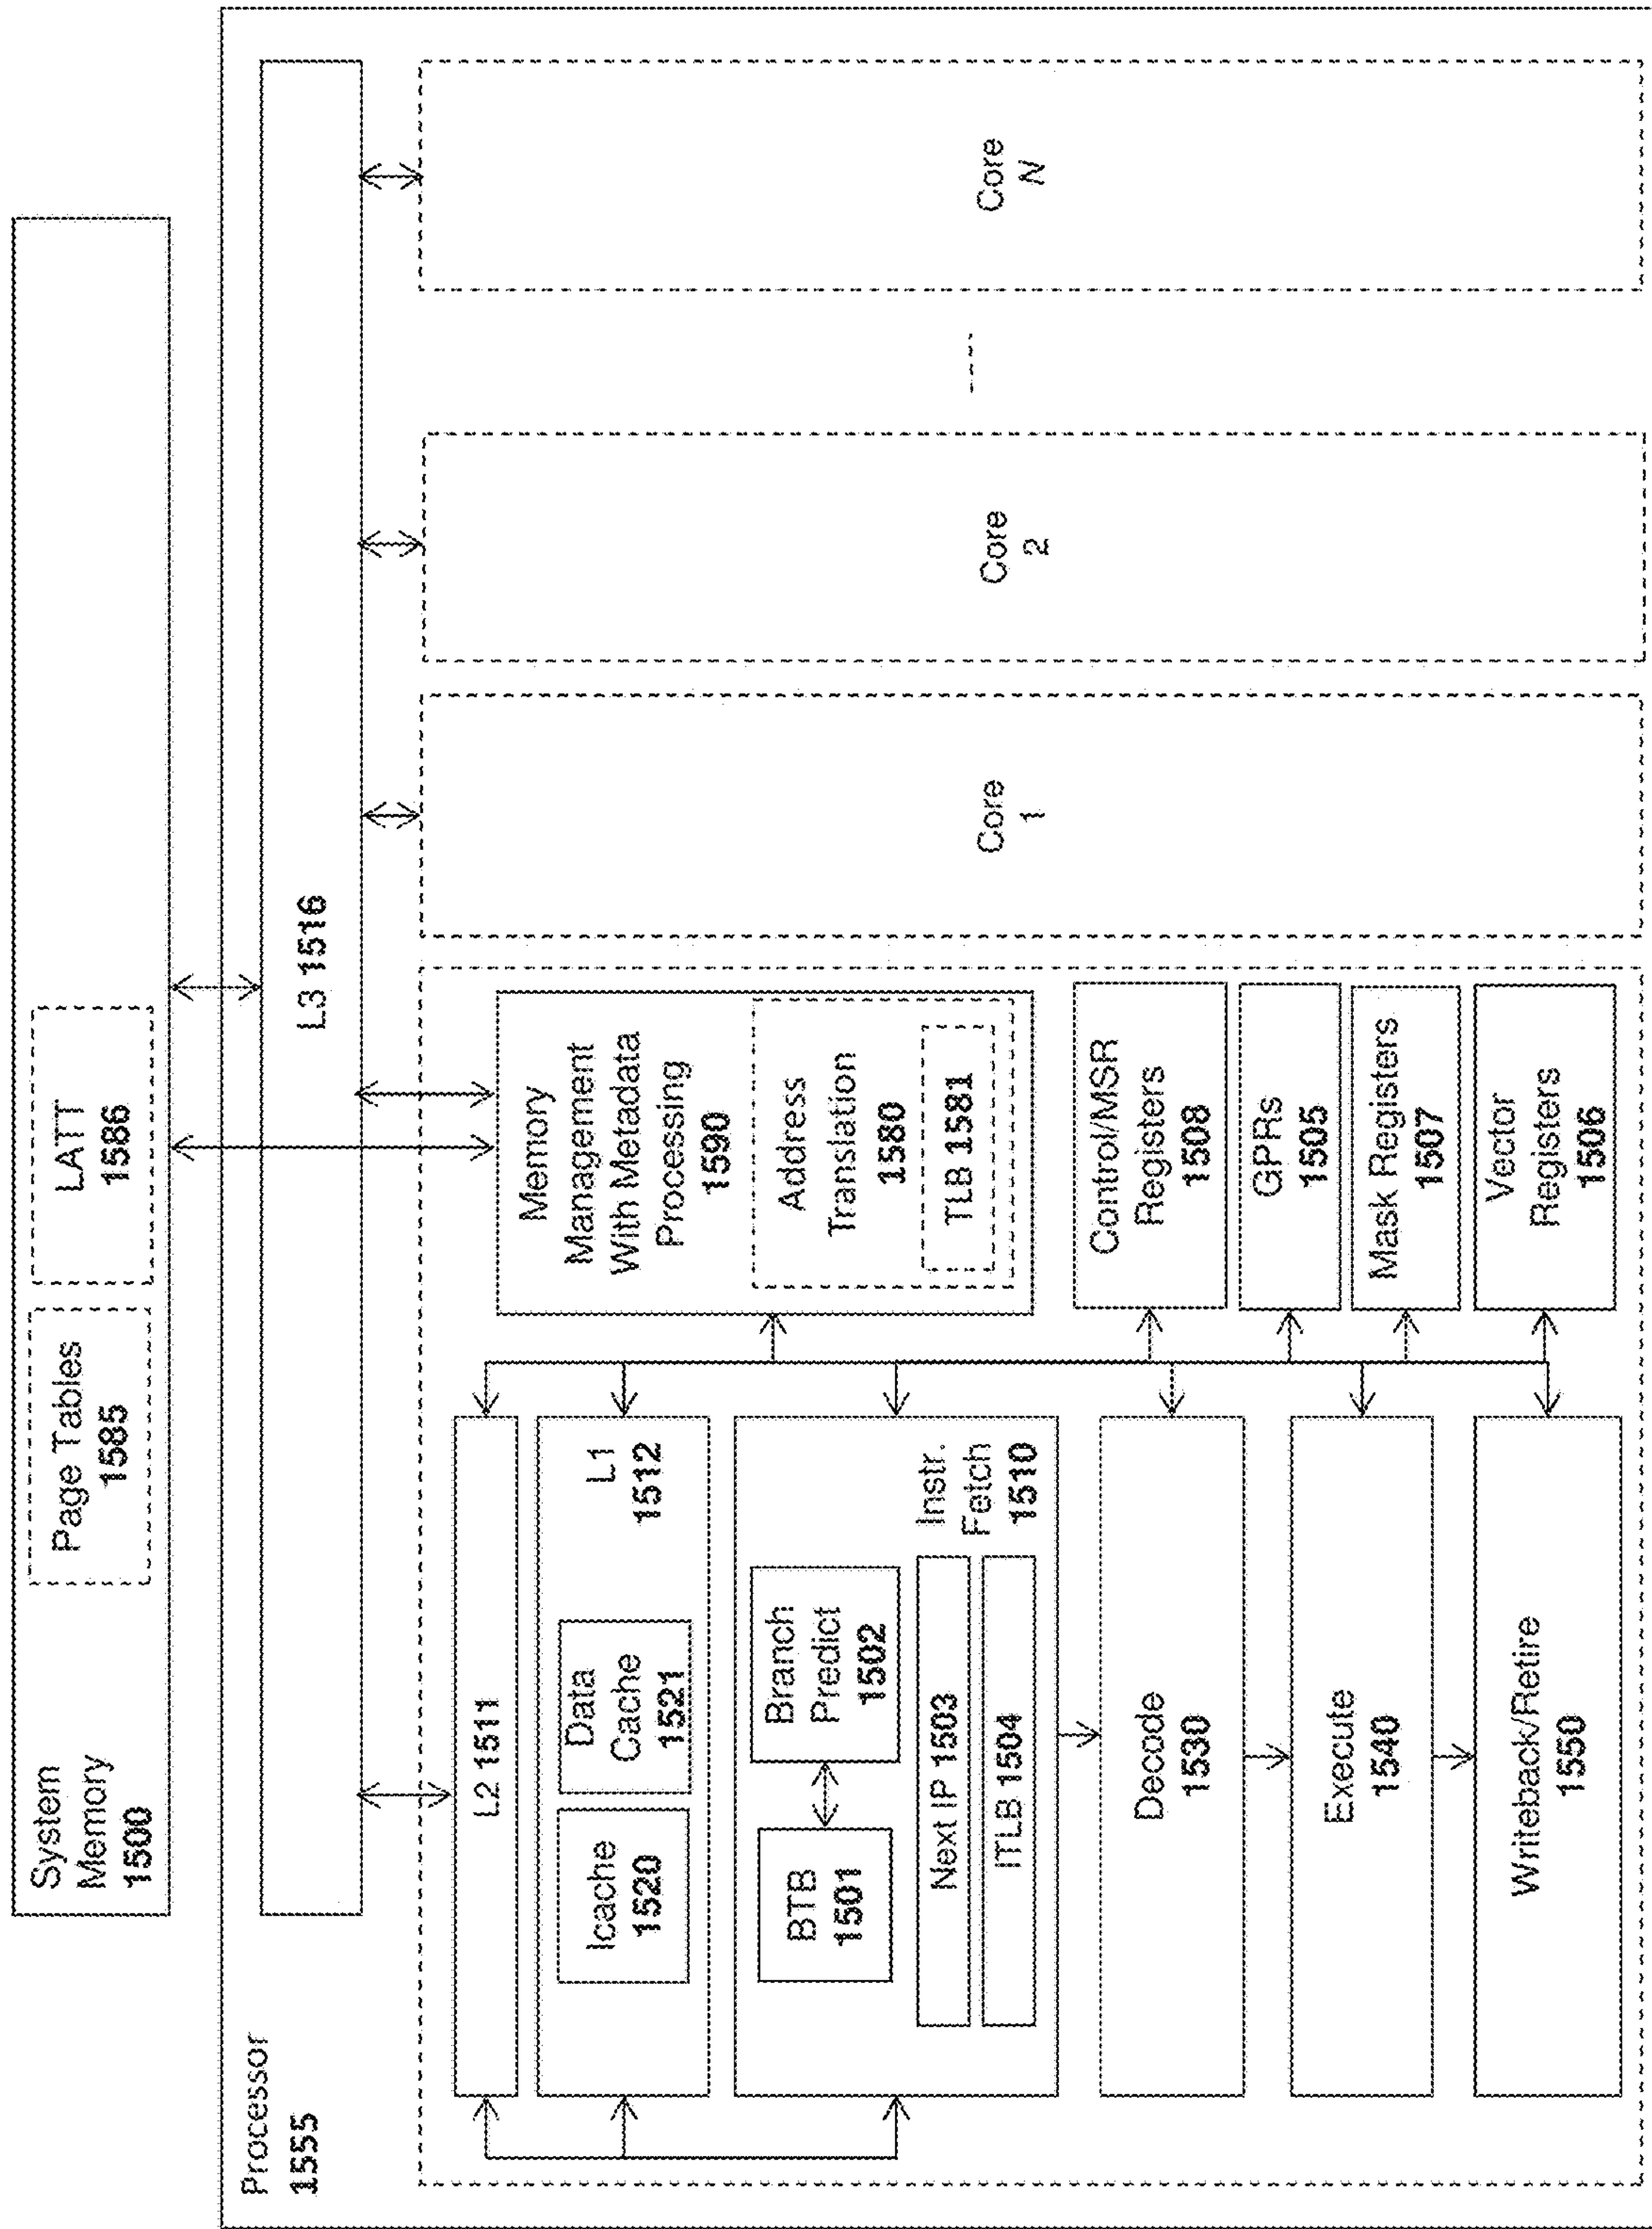 System
Memory
1500
Page Tables
1585
LATT
1586
Processor
1555
L3 1516
L2 1511
Icache
1520
Data
Cache
1521
L1
1512
BTB
1501
Branch
Predict
1502
Next IP 1503
ITLB 1504
Instr.
Fetch
1510
Decode
1530
Execute
1540
Writeback/Retire
1550
Memory
Management
With Metadata
Processing
1590
Address
Translation
1580
TLB 1581
Control/MSR
Registers
1508
GPRs
1505
Mask Registers
1507
Vector
Registers
1506
Core
1
Core
2
Core
N